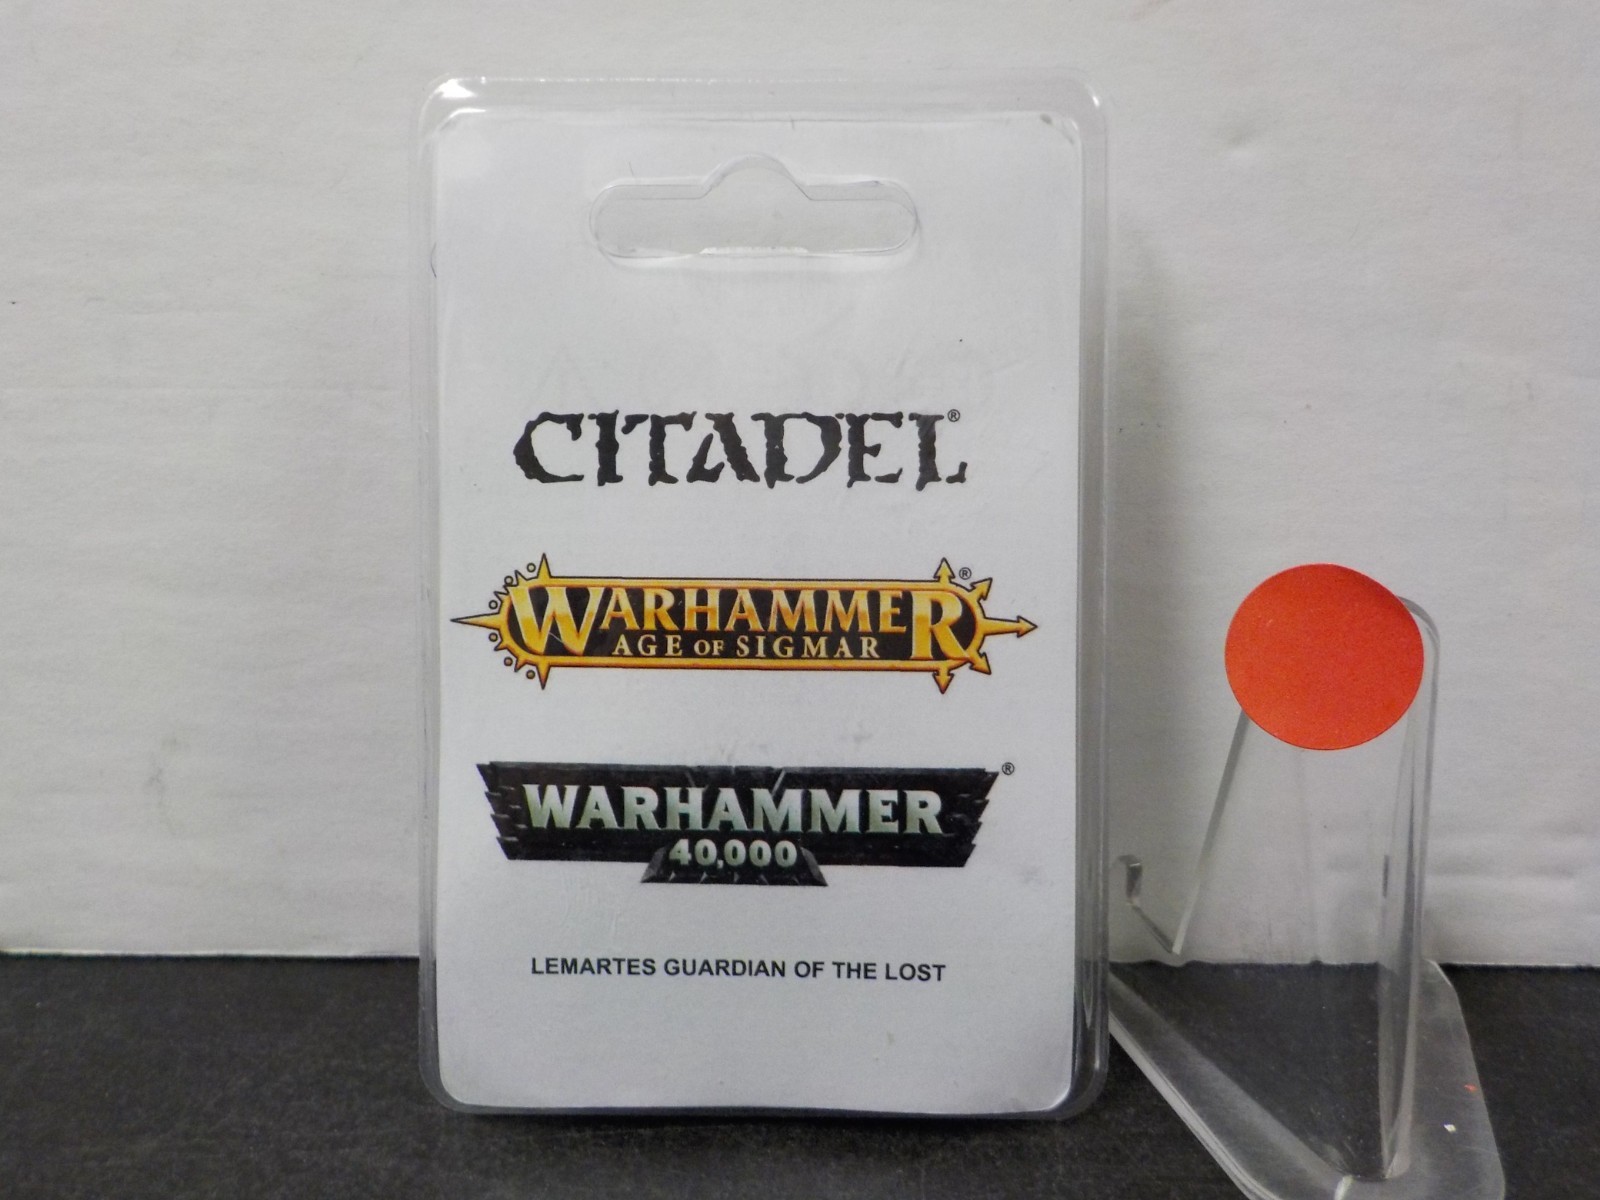 CITADEL®
WARHAMMER®
AGE OF SIGMAR
WARHAMMER®
40,000
LEMARTES GUARDIAN OF THE LOST